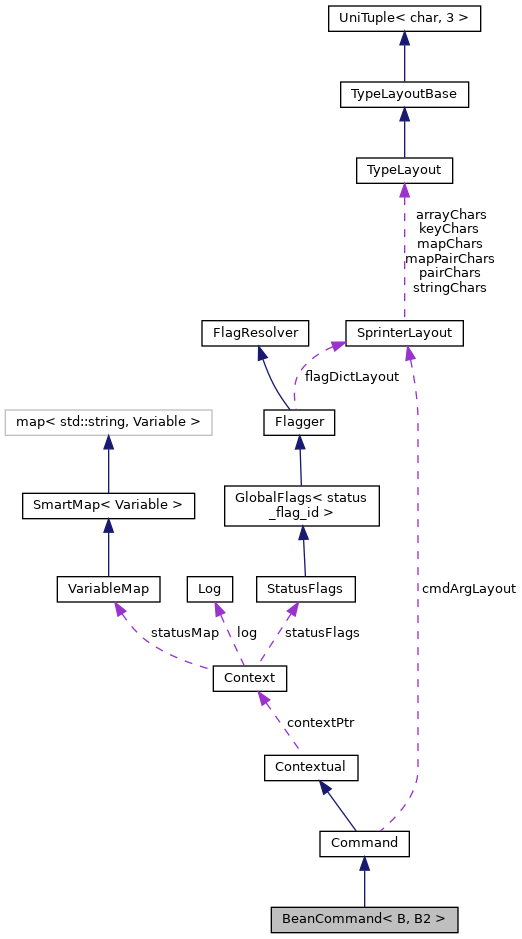 UniTuple< char, 3 >
TypeLayoutBase
TypeLayout
arrayChars
keyChars
mapChars
mapPairChars
pairChars
stringChars
FlagResolver
SprinterLayout
flagDictLayout
map< std::string, Variable >
Flagger
SmartMap< Variable >
GlobalFlags< status
_flag_id >
VariableMap
Log
StatusFlags
cmdArgLayout
statusMap
log
statusFlags
Context
contextPtr
Contextual
Command
BeanCommand< B, B2 >